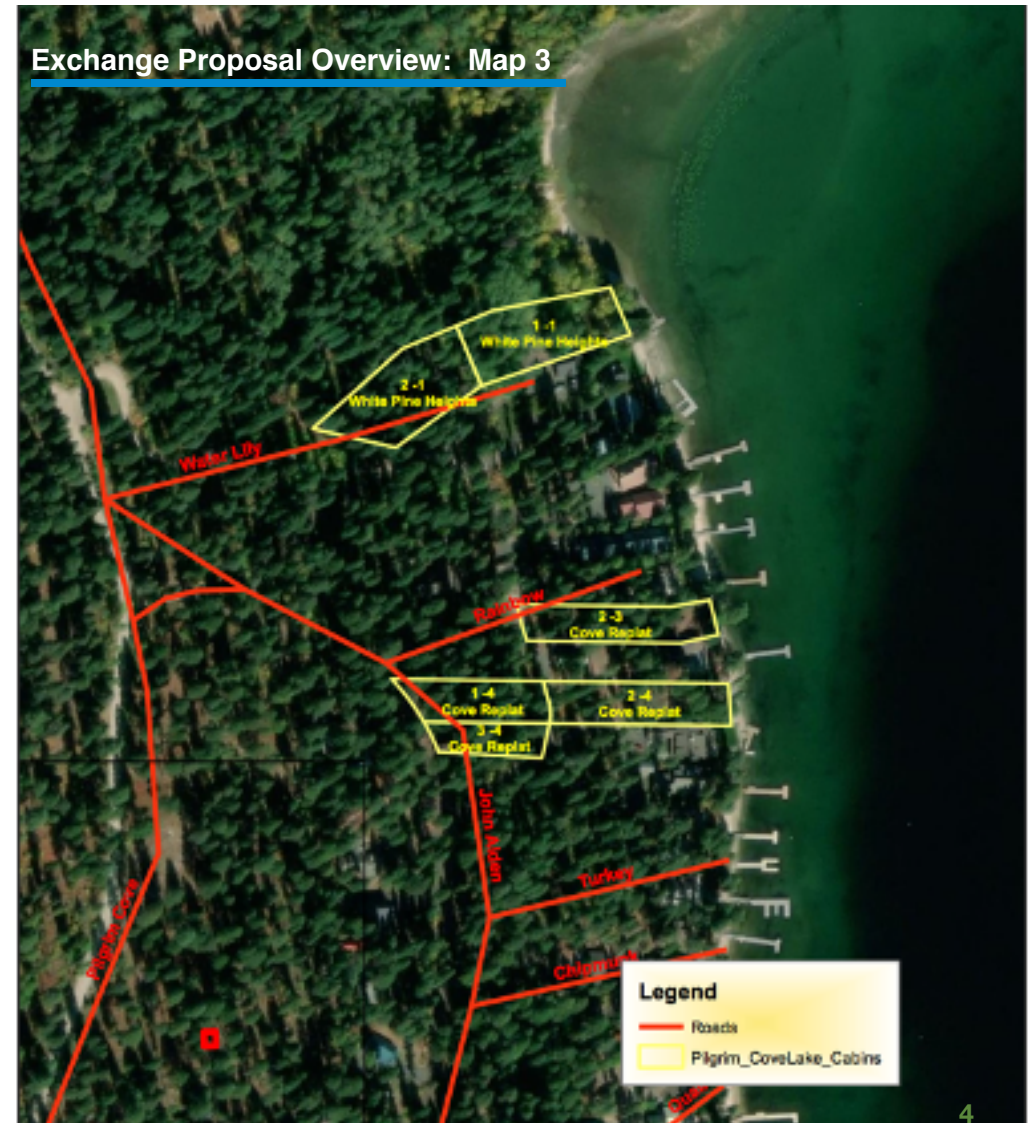 Exchange Proposal Overview: Map 3
1 -1
White Pine Heights
2 -1
White Pine Heights
Water Lily
Rainbow
2 -3
Cove Replat
1 -4
Cove Replat
2 -4
Cove Replat
3 -4
Cove Replat
John Alden
Turkey
Pilgrim Cove
Chipmunk
Legend
Roads
Pilgrim_CoveLake_Cabins
4